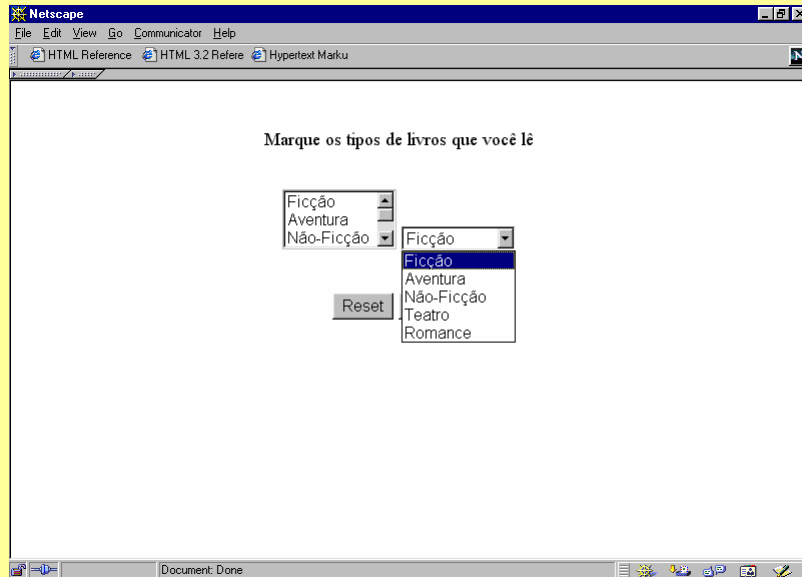 Netscape
File Edit View Go Communicator Help
HTML Reference HTML 3.2 Refere Hypertext Marku
Marque os tipos de livros que você lê
Ficção
Aventura
Não-Ficção
Ficção
Ficção
Aventura
Não-Ficção
Teatro
Romance
Reset
Document: Done